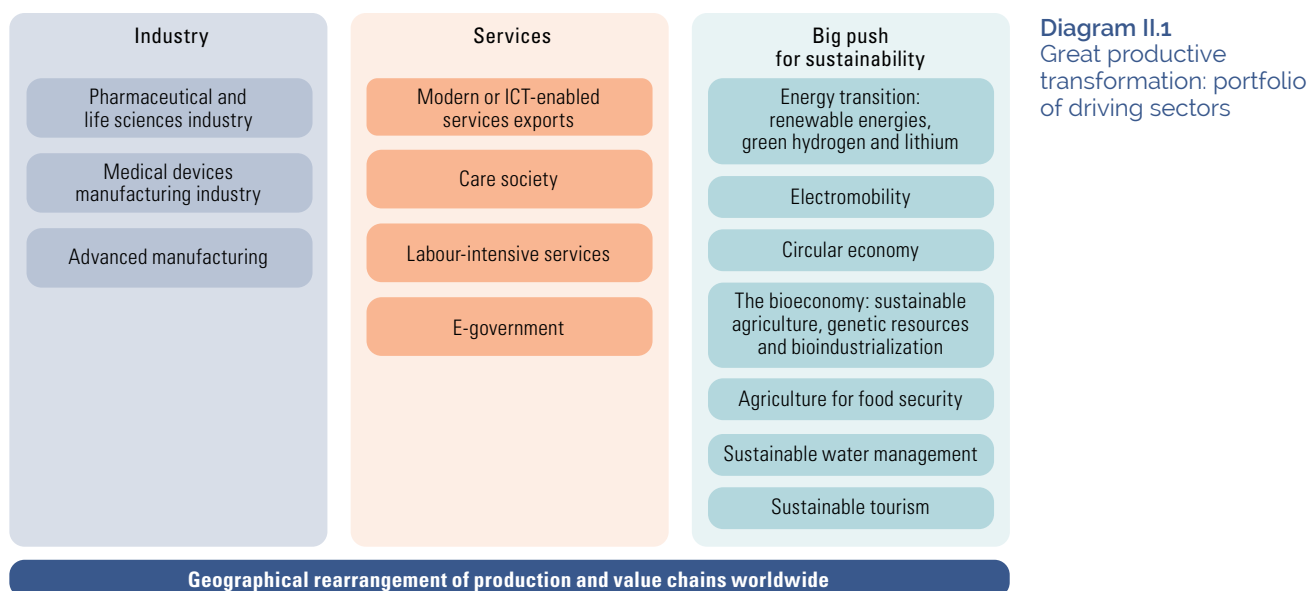 Industry
Pharmaceutical and
life sciences industry
Medical devices
manufacturing industry
Advanced manufacturing
Services
Modern or ICT-enabled
services exports
Care society
Labour-intensive services
E-government
Big push
for sustainability
Energy transition:
renewable energies,
green hydrogen and lithium
Electromobility
Circular economy
The bioeconomy: sustainable
agriculture, genetic resources
and bioindustrialization
Agriculture for food security
Sustainable water management
Sustainable tourism
Geographical rearrangement of production and value chains worldwide
Diagram II.1
Great productive
transformation: portfolio
of driving sectors